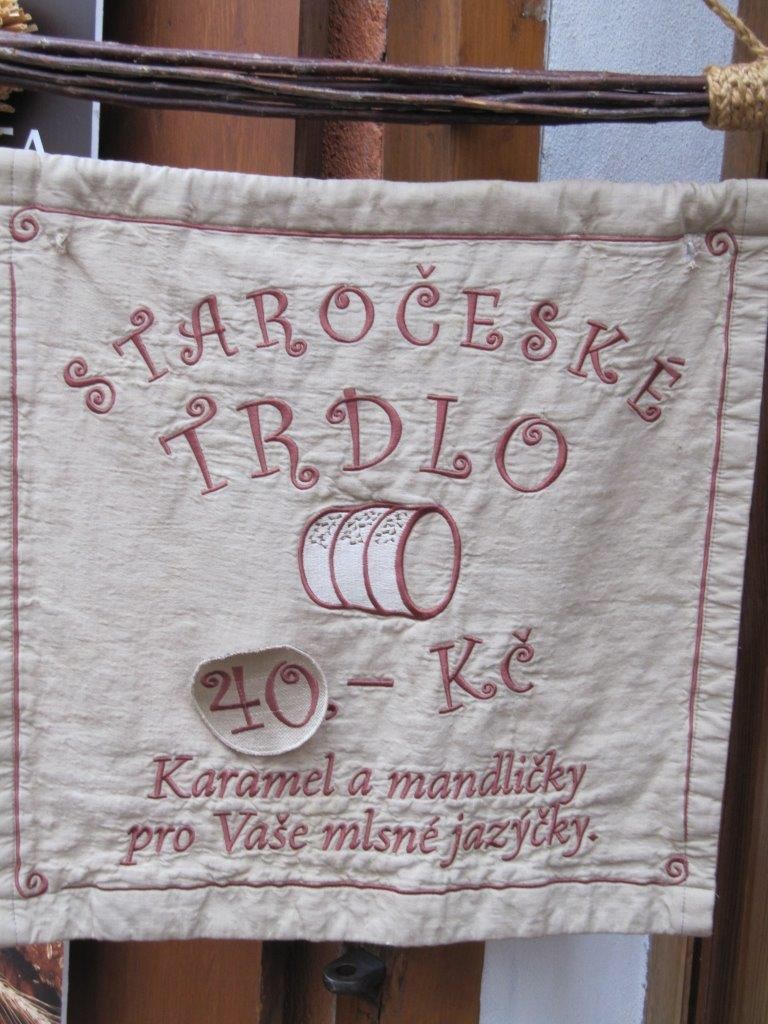 STAROČESKÉ
TRDLO
40,- KČ
Karamel a mandličky
pro Vaše mlsné jazýčky.